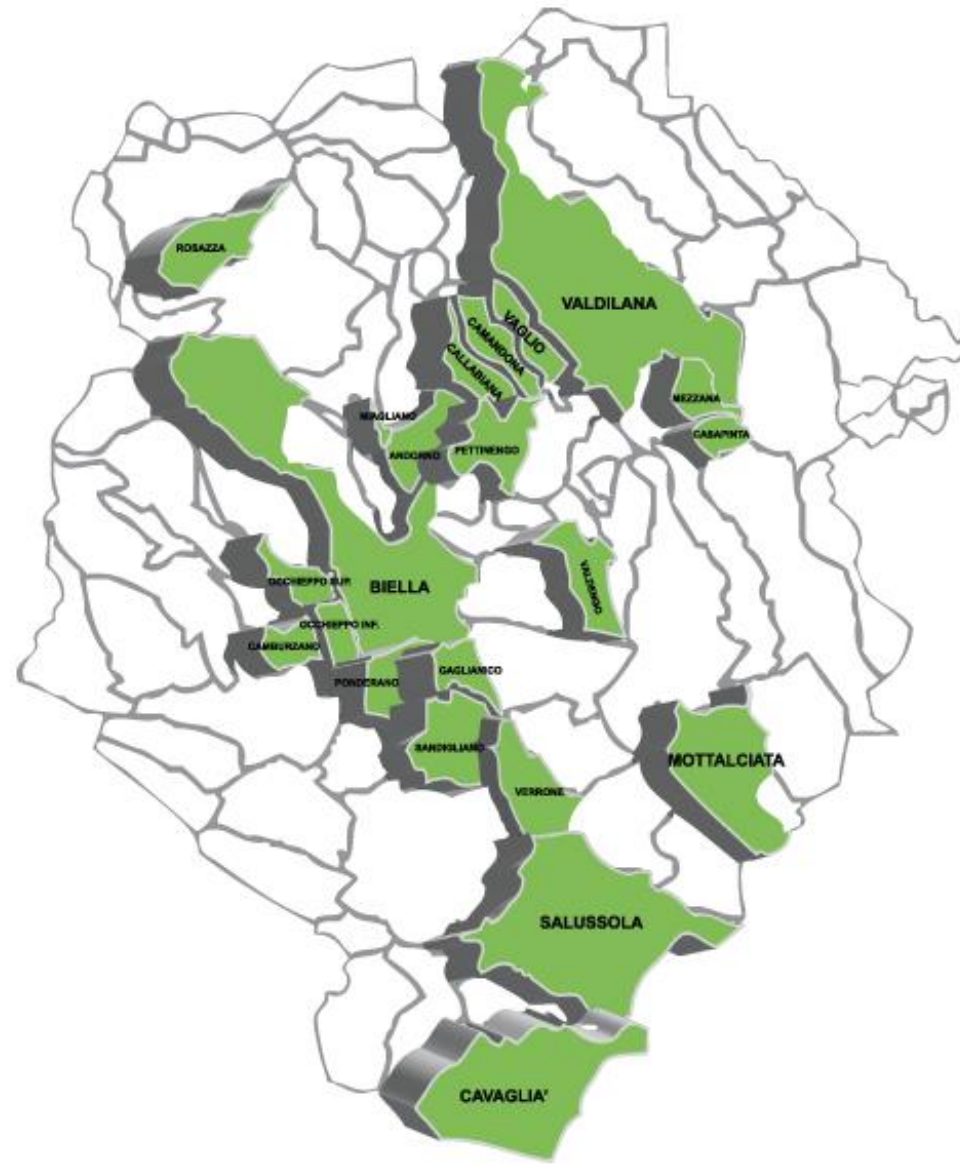 ROSAZZA
VALDILANA
VAGLIO
CAMANDONA
CALLABIANA
MEZZANA
MIAGLIANO
CASAPINTA
ANDORNO
PETTINENGO
VALDENGO
OCCHIEPPO SUP.
BIELLA
OCCHIEPPO INF.
CAMBURZANO
GAGLIANICO
PONDERANO
SANDIGLIANO
MOTTALCIATA
VERRONE
SALUSSOLA
CAVAGLIA'